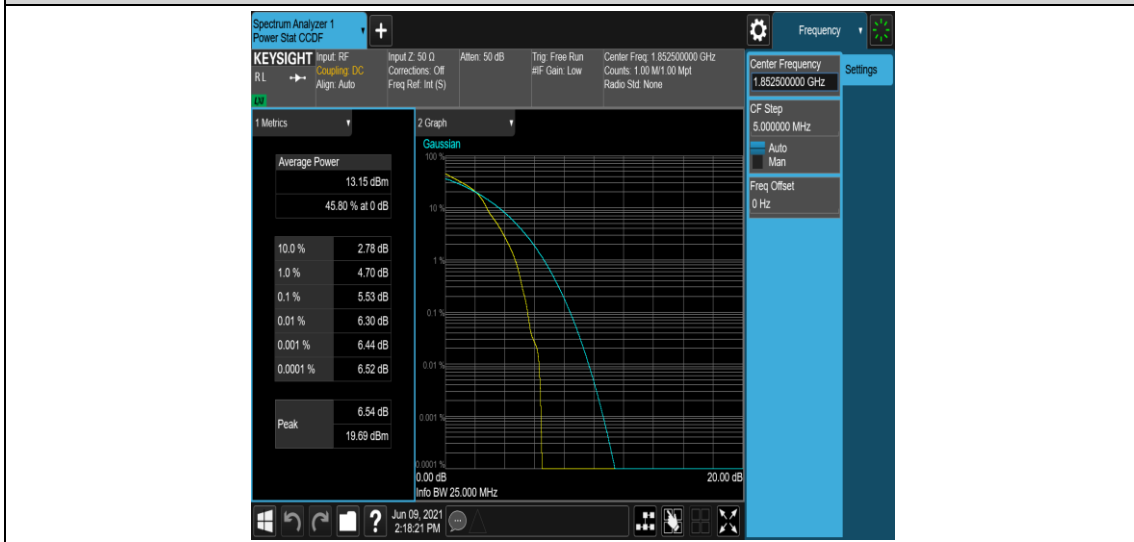 Spectrum Analyzer 1
Power Stat CCDF
+
Frequency
KEYSIGHT
RL
LXI
Input: RF
Coupling: DC
Align: Auto
Input Z: 50 Ω
Corrections: Off
Freq Ref: Int (S)
Atten: 50 dB
Trig: Free Run
#IF Gain: Low
Center Freq: 1.852500000 GHz
Counts: 1.00 M/1.00 Mpt
Radio Std: None
Center Frequency
1.852500000 GHz
Settings
CF Step
5.000000 MHz
Auto
Man
Freq Offset
0 Hz
1 Metrics
Average Power
13.15 dBm
45.80 % at 0 dB
10.0 % 2.78 dB
1.0 % 4.70 dB
0.1 % 5.53 dB
0.01 % 6.30 dB
0.001 % 6.44 dB
0.0001 % 6.52 dB
Peak
6.54 dB
19.69 dBm
2 Graph
Gaussian
100 %
10 %
1 %
0.1 %
0.01 %
0.001 %
0.0001 %
0.00 dB 20.00 dB
Info BW 25.000 MHz
?
Jun 09, 2021
2:18:21 PM